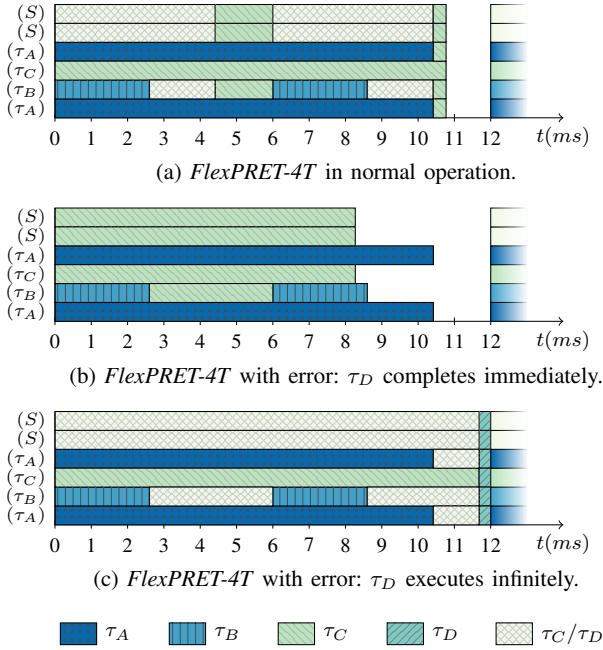 (S)
(S)
(τA)
(τC)
(τB)
(τA)
0 1 2 3 4 5 6 7 8 9 10 11 12
t(ms)
(a) FlexPRET-4T in normal operation.
(S)
(S)
(τA)
(τC)
(τB)
(τA)
0 1 2 3 4 5 6 7 8 9 10 11 12
t(ms)
(b) FlexPRET-4T with error: τD completes immediately.
(S)
(S)
(τA)
(τC)
(τB)
(τA)
0 1 2 3 4 5 6 7 8 9 10 11 12
t(ms)
(c) FlexPRET-4T with error: τD executes infinitely.
τA τB τC τD τC/τD